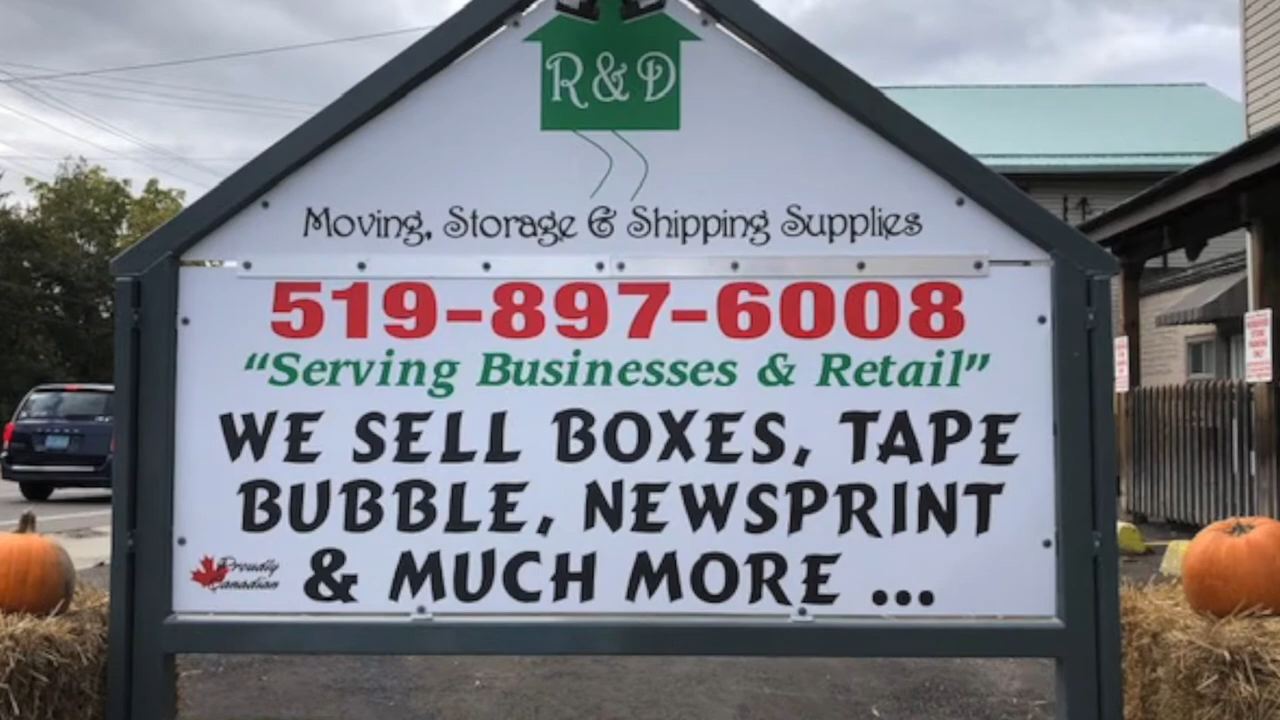 R&D
Moving, Storage & Shipping Supplies
519-897-6008
"Serving Businesses & Retail"
WE SELL BOXES, TAPE
BUBBLE, NEWSPRINT
& MUCH MORE ...
Proudly
Canadian